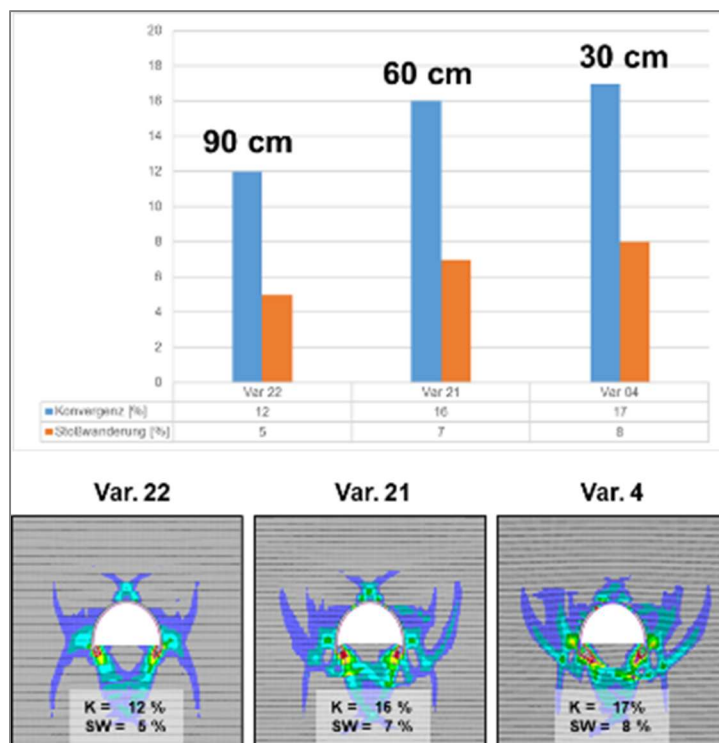 20
18
16
14
12
10
8
6
4
2
0
90 cm
60 cm
30 cm
Var 22
Var 21
Var 04
Konvergenz [%]
12
16
17
Stoßwanderung [%]
5
7
8
Var. 22
Var. 21
Var. 4
K = 12 %
SW = 5 %
K = 16 %
SW = 7 %
K = 17%
SW = 8 %